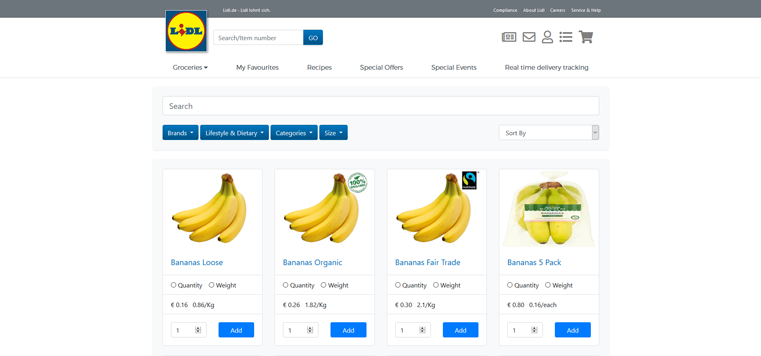 Lidl.de - Lidl lohnt sich.
Compliance About Lidl Careers Service & Help
LIDL
Search/Item number GO
Groceries My Favourites Recipes Special Offers Special Events Real time delivery tracking
Search
Brands Lifestyle & Dietary Categories Size Sort By
100%
Bananas Loose Bananas Organic Bananas Fair Trade Bananas 5 Pack
Quantity Weight Quantity Weight Quantity Weight Quantity Weight
€ 0.16 0.86/Kg € 0.26 1.82/Kg € 0.30 2.1/Kg € 0.80 0.16/each
1 Add 1 Add 1 Add 1 Add